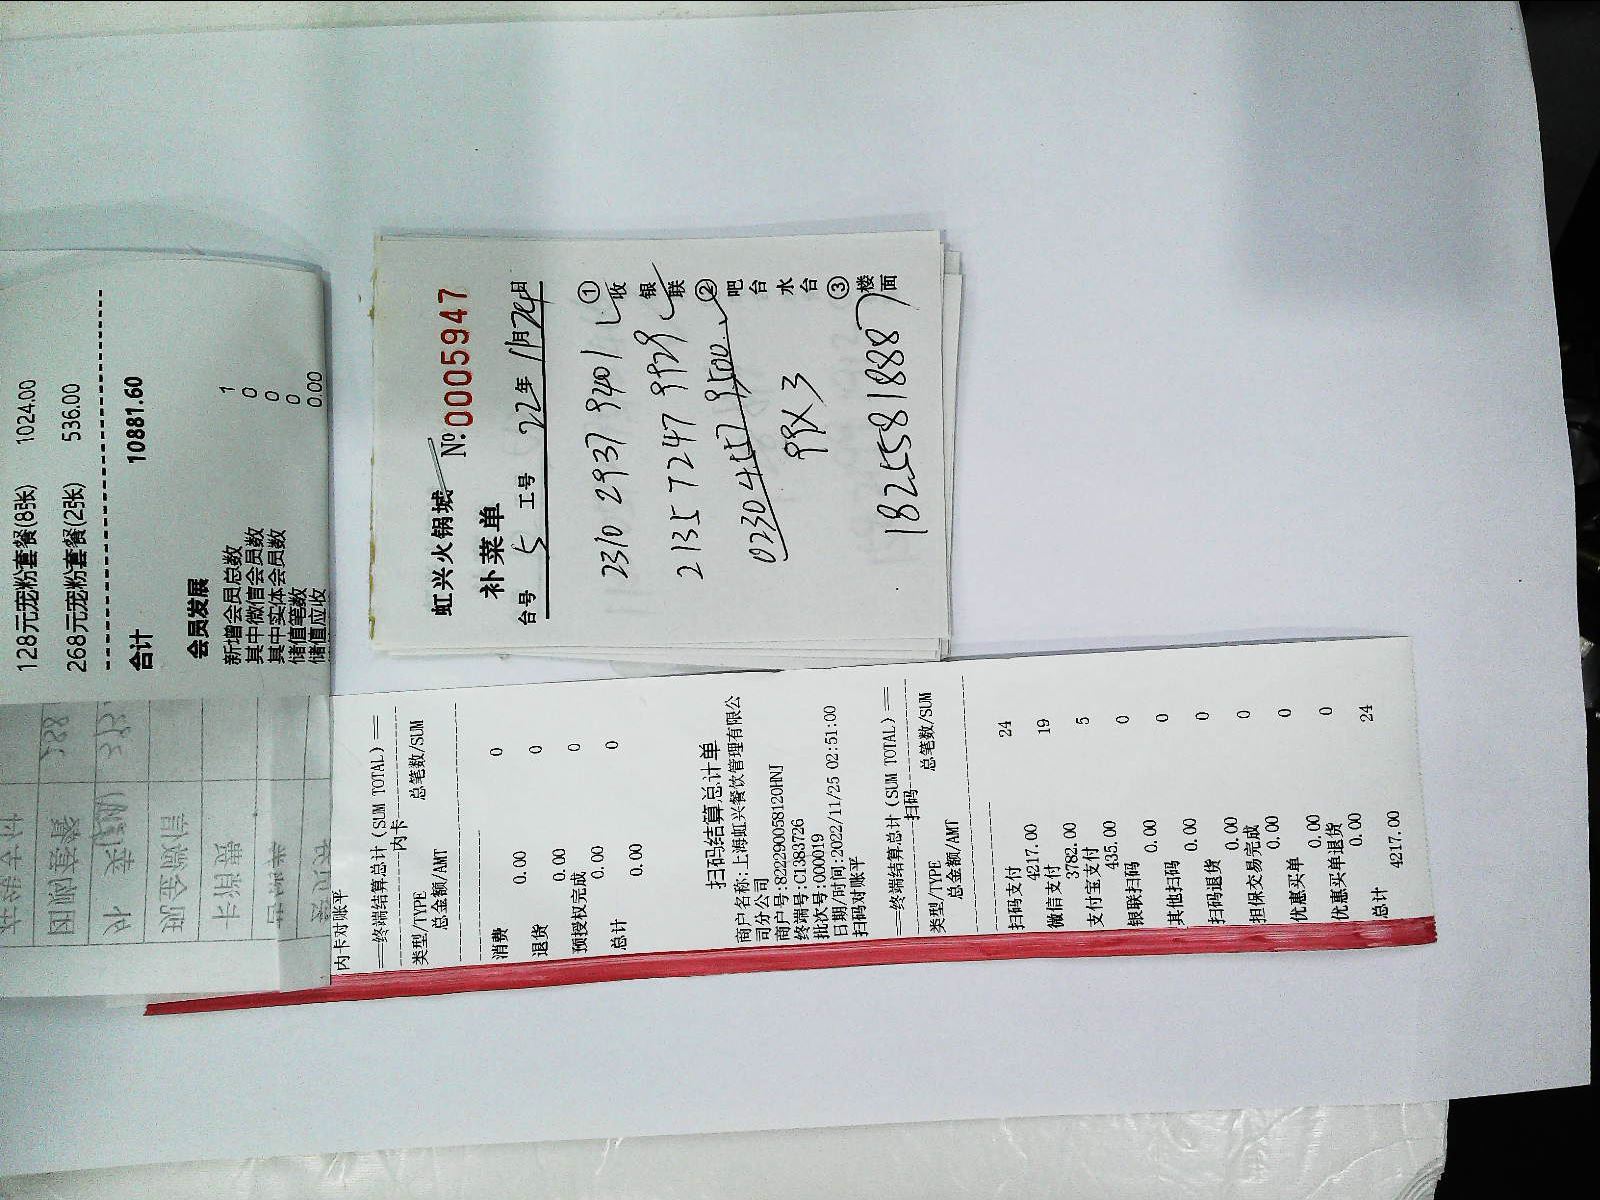 128元宠粉套餐(8张) 1024.00
268元宠粉套餐(2张) 536.00
合计 10881.60
会员发展
新增会员总数 1
其中微信会员数 0
其中实体会员数 0
储值笔数 0
储值应收 0.00
虹兴火锅城 № 0005947
补菜单
台号 5 工号 22年 11月24日
2310 2937 9401
2135 7247 9929
0230 4557 9500
99×3
18255818887
①收银联
②吧台水台
③楼面
内卡对账平
==终端结算总计(SUM TOTAL)==
内卡
类型/TYPE 总笔数/SUM
总金额/AMT
消费 0
0.00
退货 0
0.00
预授权完成 0
0.00
总计 0
0.00
扫码结算总计单
商户名称:上海虹兴餐饮管理有限公
司分公司
商户号:822290058120HNJ
终端号:C1383726
批次号:000019
日期/时间:2022/11/25 02:51:00
扫码对账平
==终端结算总计(SUM TOTAL)==
扫码
类型/TYPE 总笔数/SUM
总金额/AMT
扫码支付 24
4217.00
微信支付 19
3782.00
支付宝支付 5
435.00
银联扫码 0
0.00
其他扫码 0
0.00
扫码退货 0
0.00
担保交易完成 0
0.00
优惠买单 0
0.00
优惠买单退货 0
0.00
总计 24
4217.00